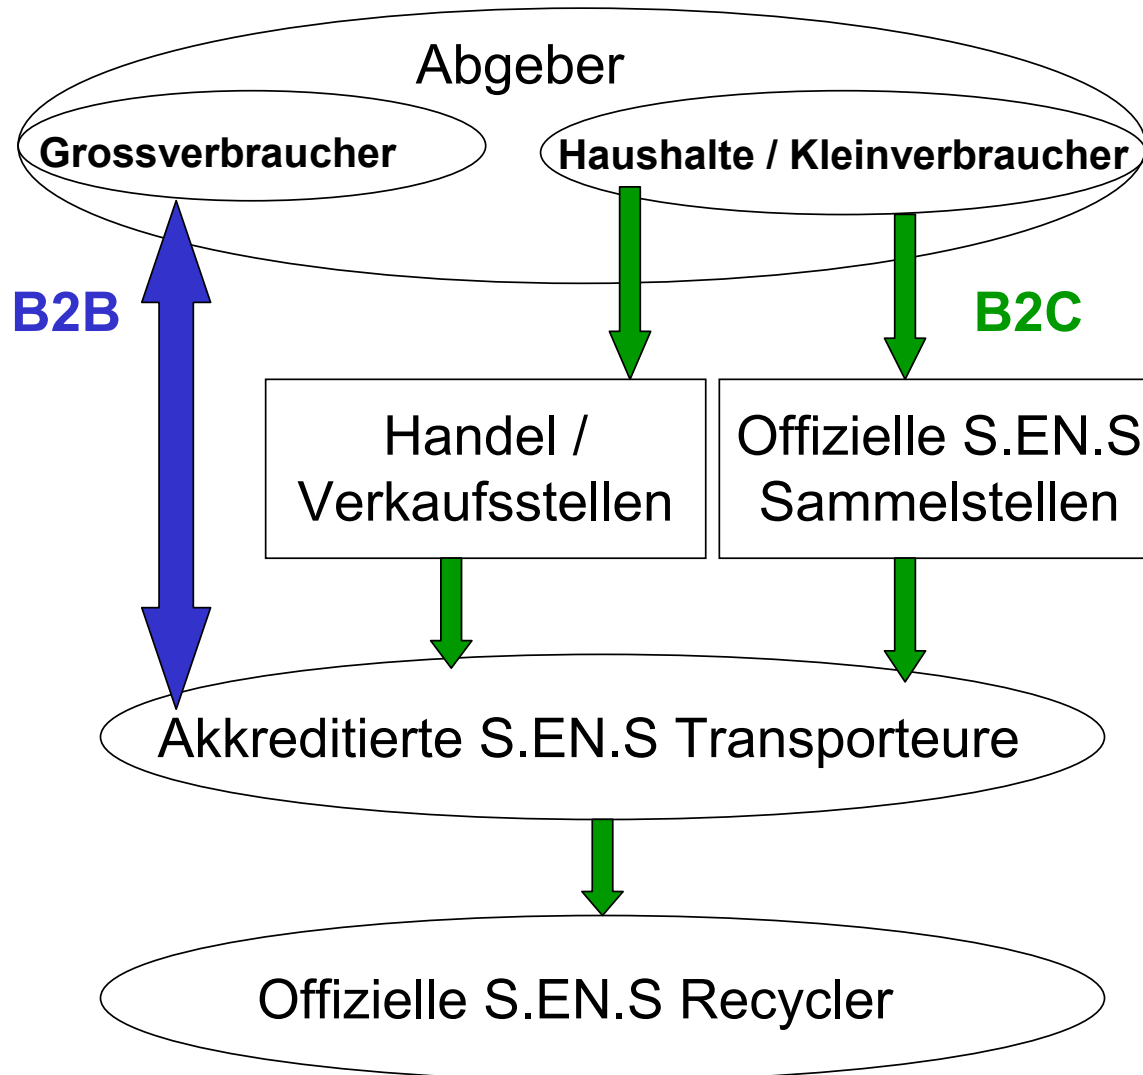 Abgeber
Grossverbraucher
Haushalte / Kleinverbraucher
B2B
B2C
Handel /
Verkaufsstellen
Offizielle S.EN.S
Sammelstellen
Akkreditierte S.EN.S Transporteure
Offizielle S.EN.S Recycler